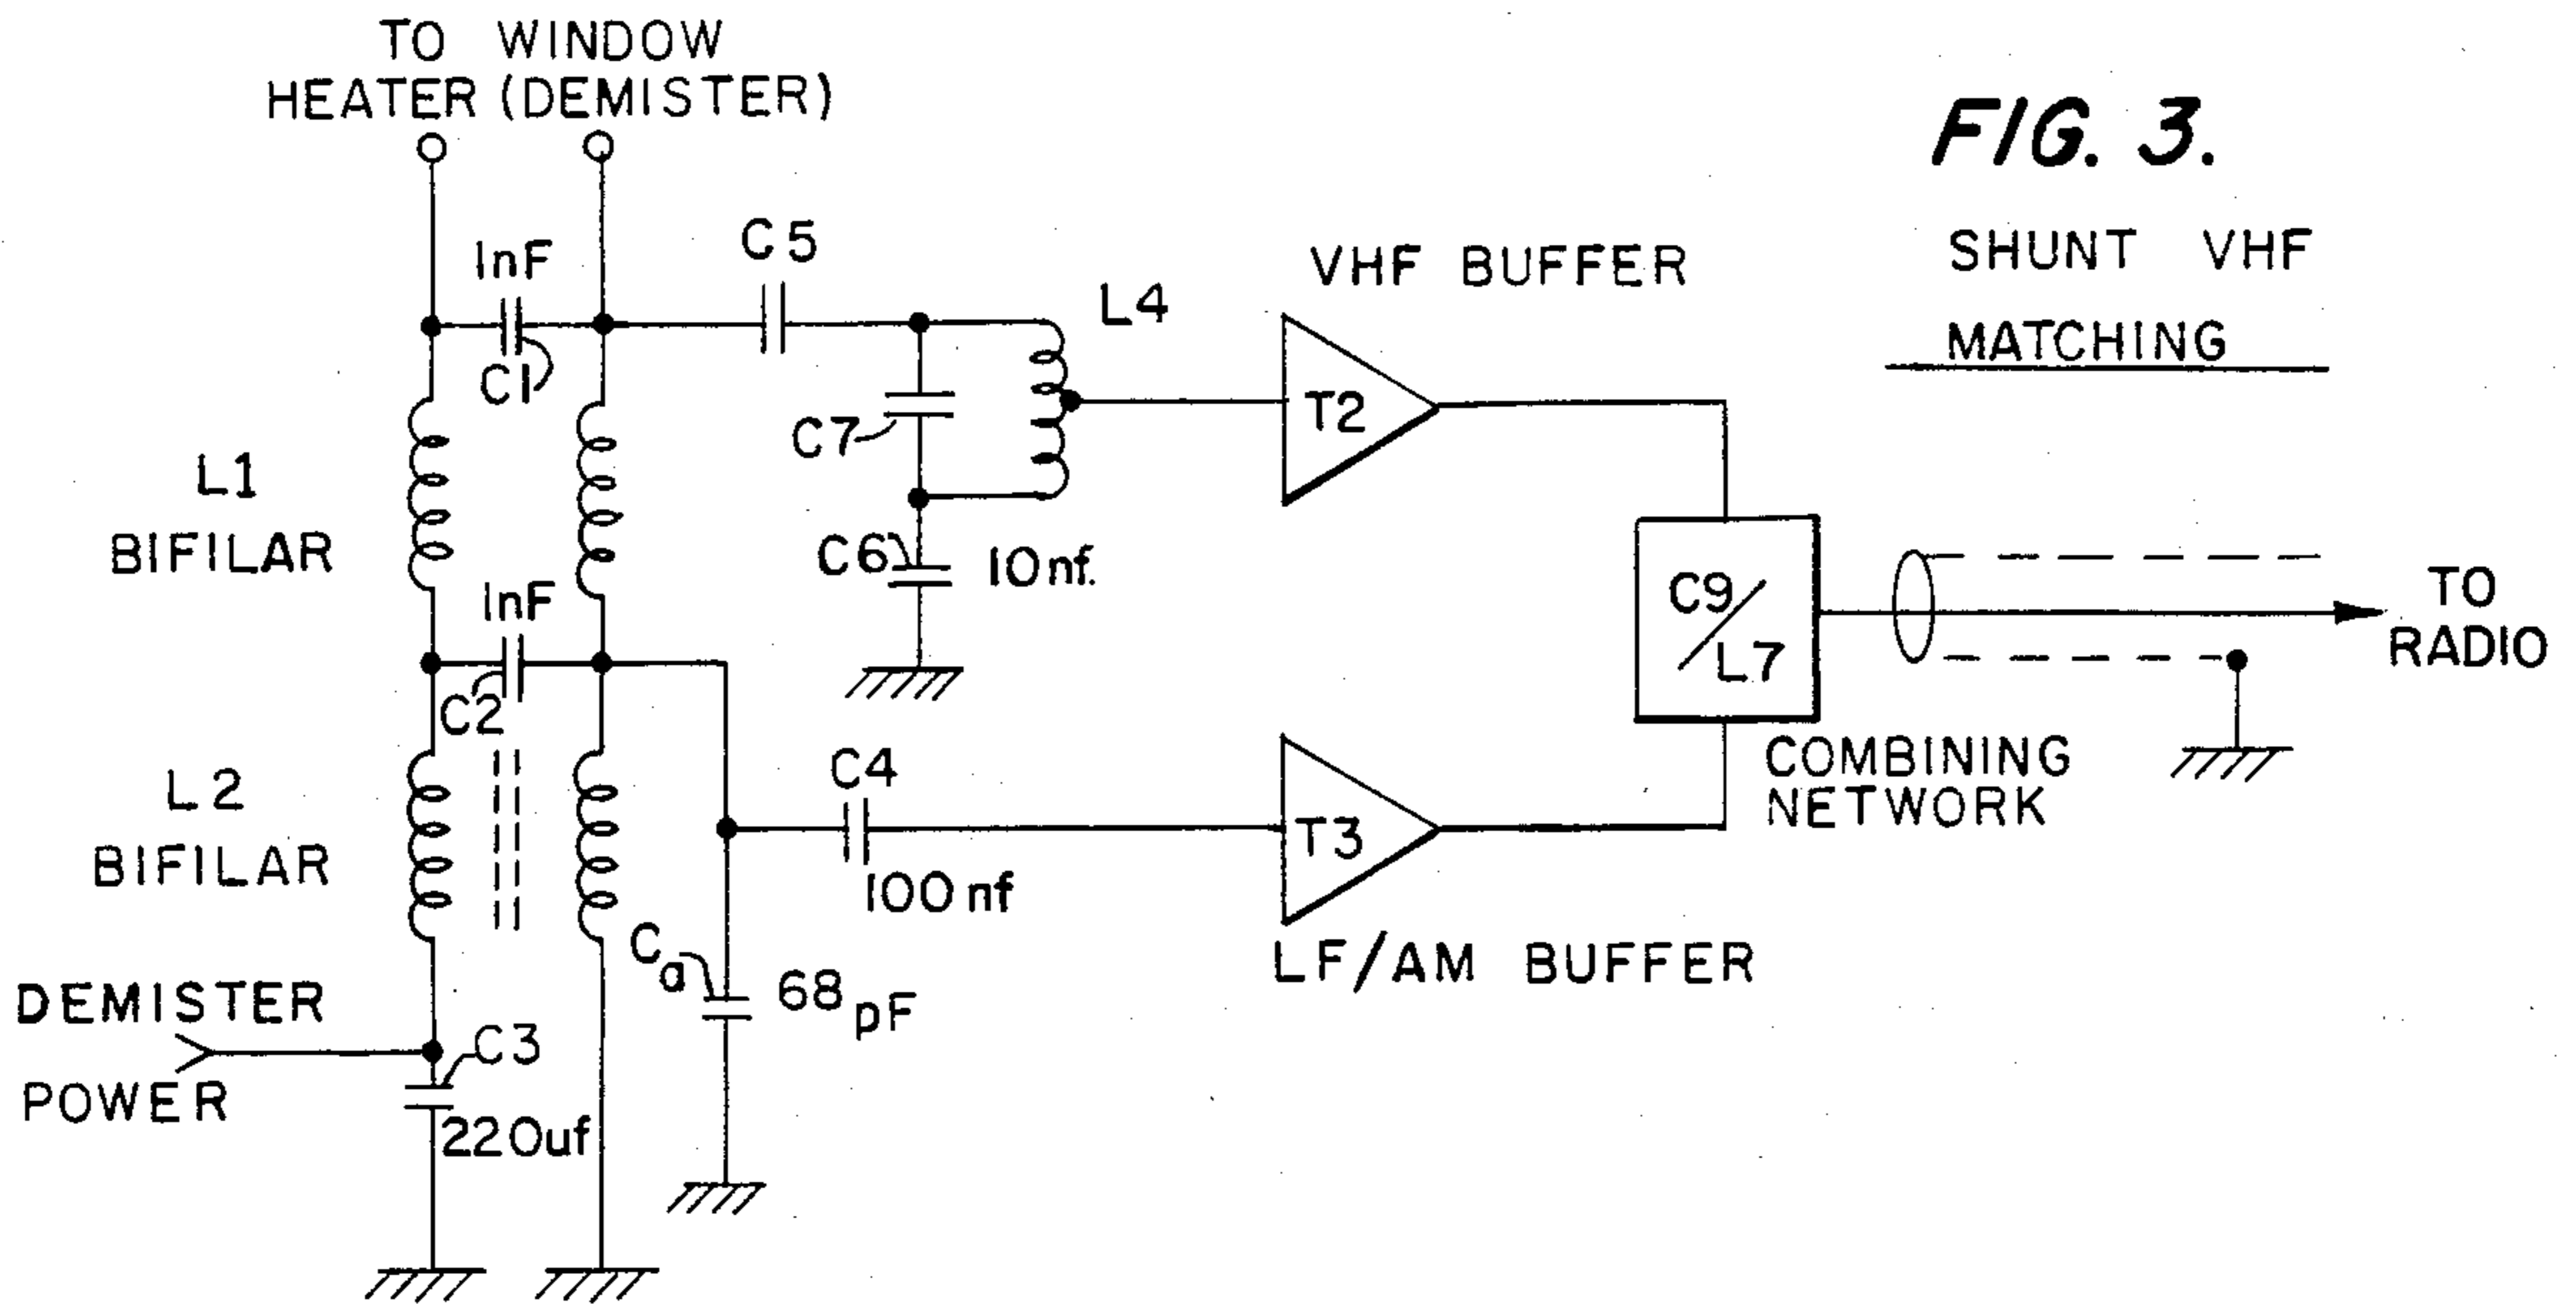 TO WINDOW
HEATER (DEMISTER)
FIG. 3.
SHUNT VHF
MATCHING
1nF
C1
C5
L4
VHF BUFFER
T2
C7
L1
BIFILAR
C6
10nf.
1nF
C2
C9/L7
TO
RADIO
COMBINING
NETWORK
L2
BIFILAR
C4
100nf
T3
LF/AM BUFFER
Ca
68pF
DEMISTER
POWER
C3
220uf